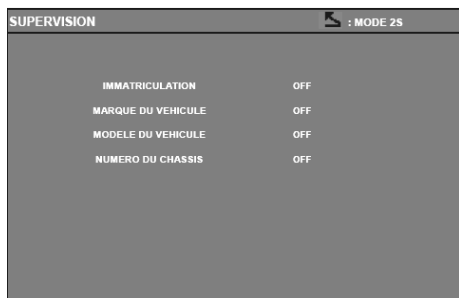 SUPERVISION : MODE 2S
IMMATRICULATION OFF
MARQUE DU VEHICULE OFF
MODELE DU VEHICULE OFF
NUMERO DU CHASSIS OFF